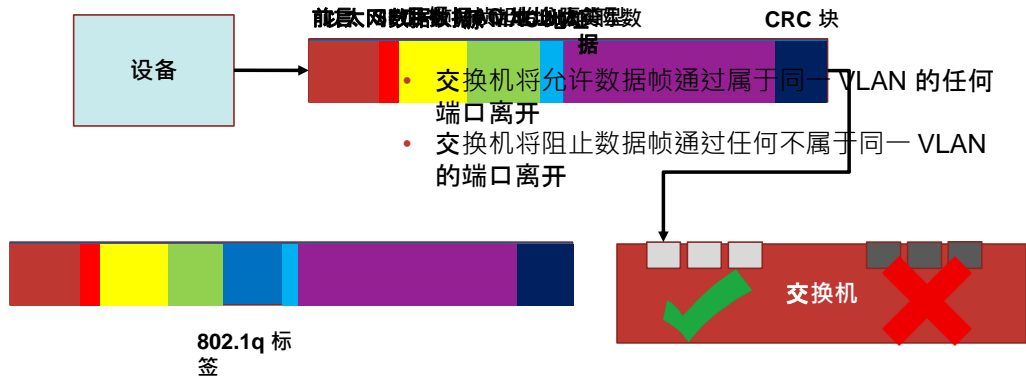 CRC 块
据
设备
• 交换机将允许数据帧通过属于同一 VLAN 的任何
端口离开
• 交换机将阻止数据帧通过任何不属于同一 VLAN
的端口离开
交换机
802.1q 标
签